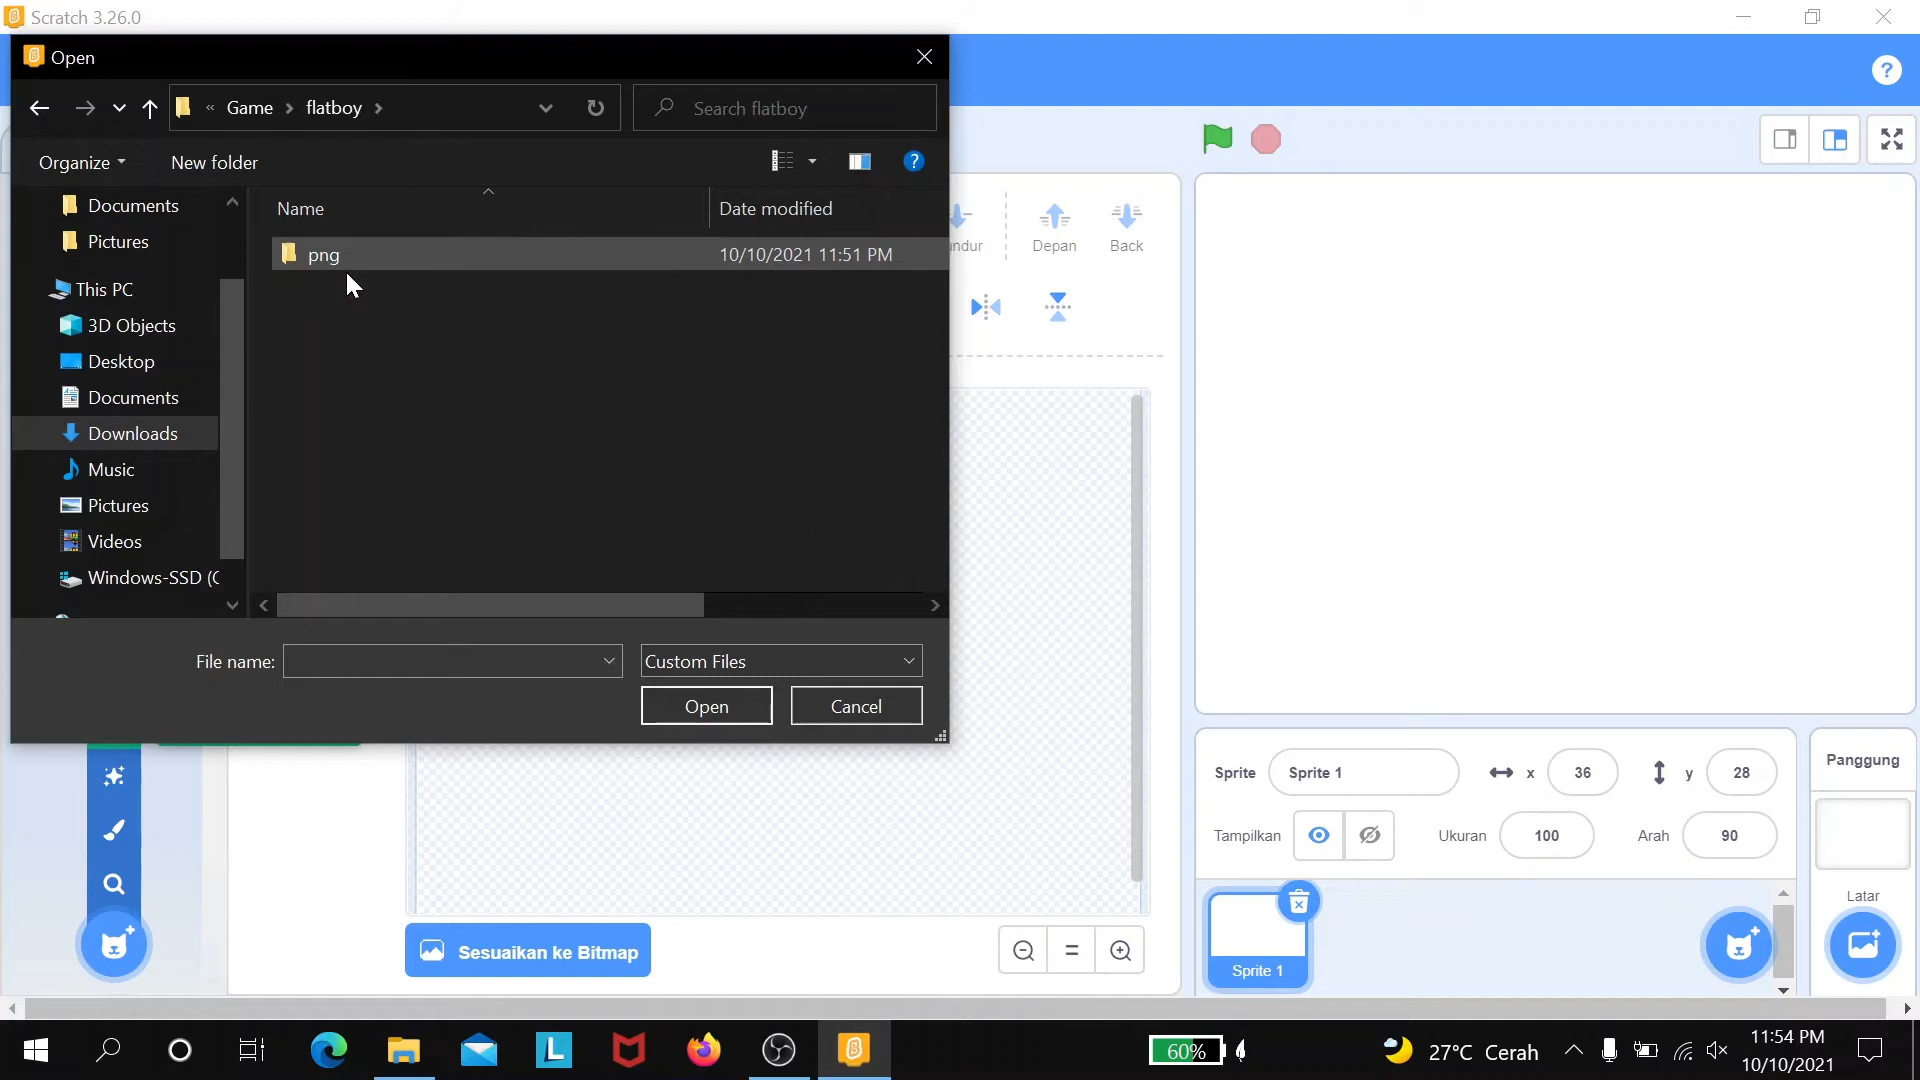 Scratch 3.26.0
Open
« Game > flatboy >
Search flatboy
Organize
New folder
Name
Date modified
Documents
Pictures
png
10/10/2021 11:51 PM
This PC
3D Objects
Desktop
Documents
Downloads
Music
Pictures
Videos
Windows-SSD (C
File name:
Custom Files
Open
Cancel
ndur
Depan
Back
Sesuaikan ke Bitmap
Sprite
Sprite 1
x
36
y
28
Tampilkan
Ukuran
100
Arah
90
Sprite 1
Panggung
Latar
60%
27°C Cerah
11:54 PM
10/10/2021